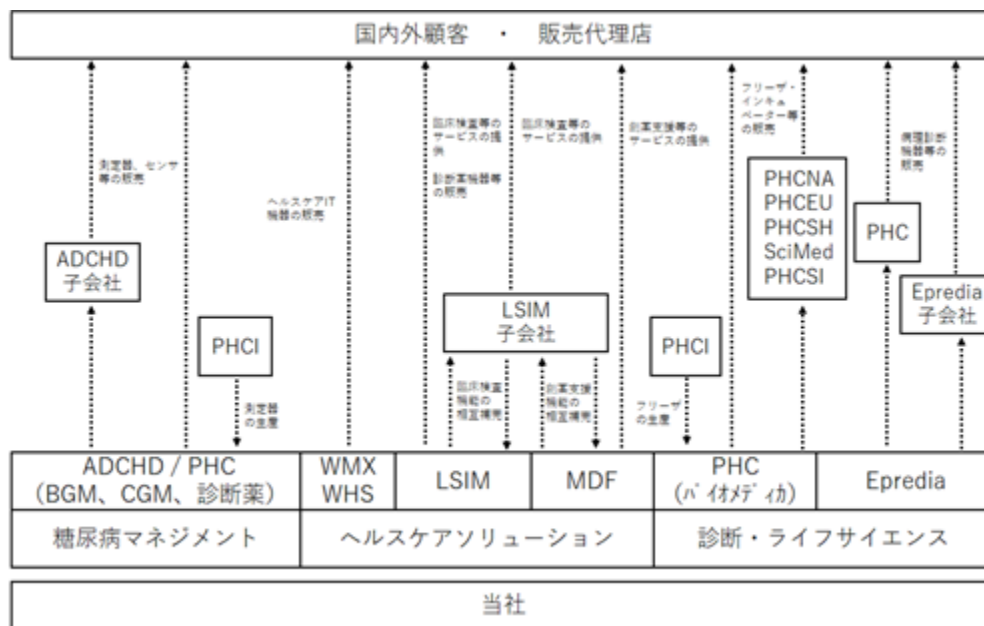 国内外顧客 ・ 販売代理店
測定器、センサ
等の販売
ヘルスケアIT
機器の販売
臨床検査等の
サービスの提
供
診断薬機器等
の販売
臨床検査等の
サービスの提供
創薬支援等の
サービスの提供
フリーザ・
インキュ
ベーター等
の販売
病理診断
機器等の
販売
ADCHD
子会社
PHCI
測定器
の生産
LSIM
子会社
臨床検査
機能の
相互補完
創薬支援
機能の
相互補完
PHCI
フリーザ
の生産
PHCNA
PHCEU
PHCSH
SciMed
PHCSI
PHC
Epredia
子会社
ADCHD / PHC
(BGM、CGM、診断薬)
WMX
WHS
LSIM
MDF
PHC
(ﾊﾞｲｵﾒﾃﾞｨｶ)
Epredia
糖尿病マネジメント
ヘルスケアソリューション
診断・ライフサイエンス
当社